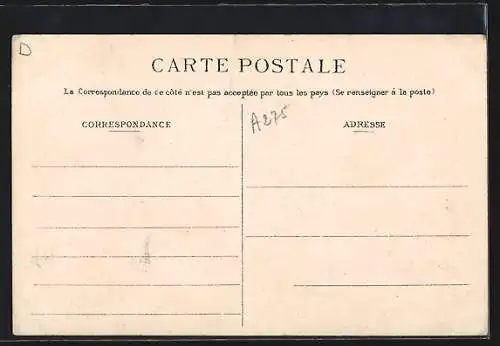 D
CARTE POSTALE
La Correspondance de ce côté n'est pas acceptée par tous les pays (Se renseigner à la poste)
A275
CORRESPONDANCE
ADRESSE